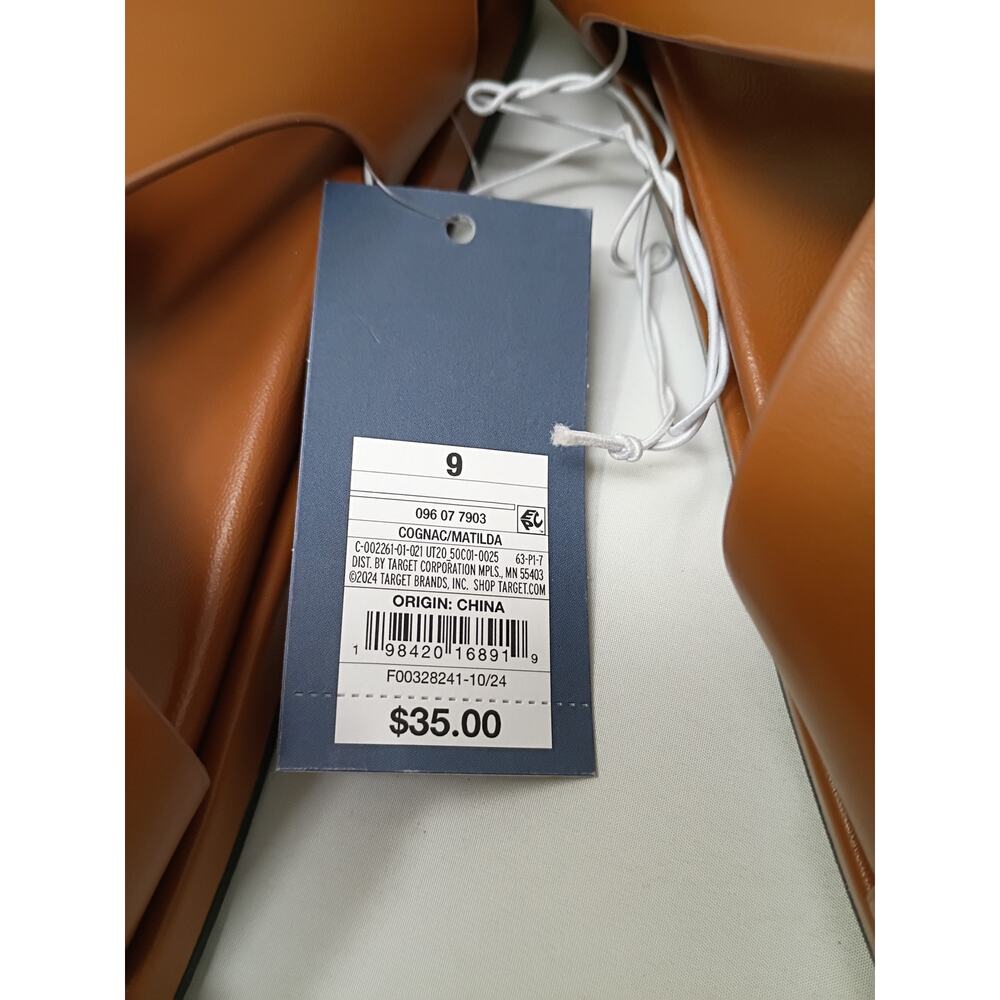 9
096 07 7903
EPC
COGNAC/MATILDA
C-002261-01-021 UT20_50C01-0025 63-P1-7
DIST. BY TARGET CORPORATION MPLS., MN 55403
©2024 TARGET BRANDS, INC. SHOP TARGET.COM
ORIGIN: CHINA
1 98420 16891 9
F00328241-10/24
$35.00